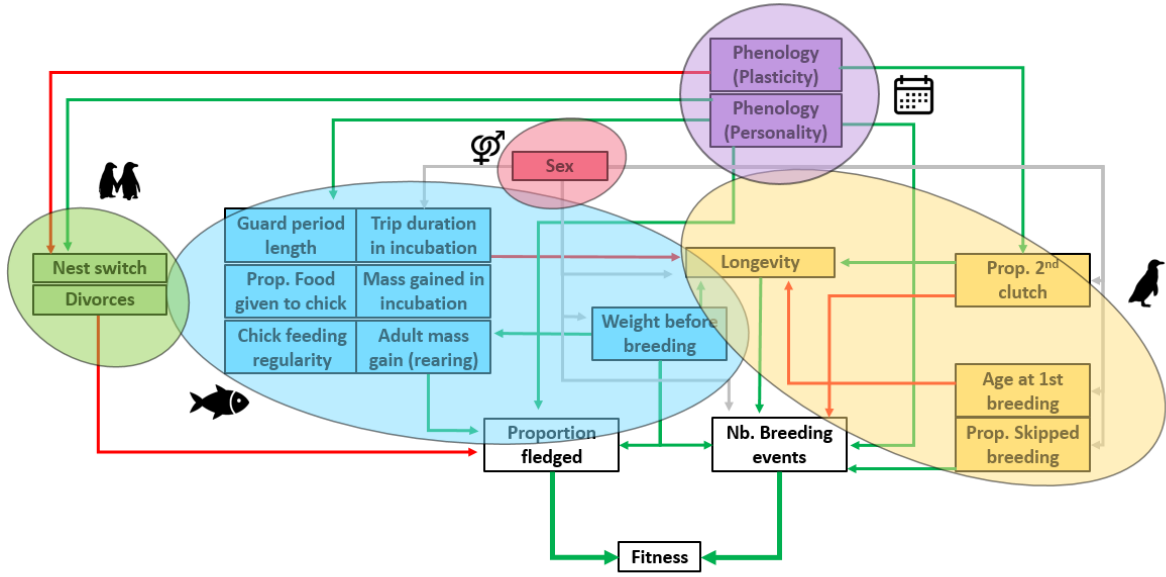 Phenology
(Plasticity)
Phenology
(Personality)
Sex
Guard period
length
Trip duration
in incubation
Prop. Food
given to chick
Mass gained in
incubation
Chick feeding
regularity
Adult mass
gain (rearing)
Nest switch
Divorces
Longevity
Weight before
breeding
Prop. 2nd
clutch
Age at 1st
breeding
Prop. Skipped
breeding
Proportion
fledged
Nb. Breeding
events
Fitness